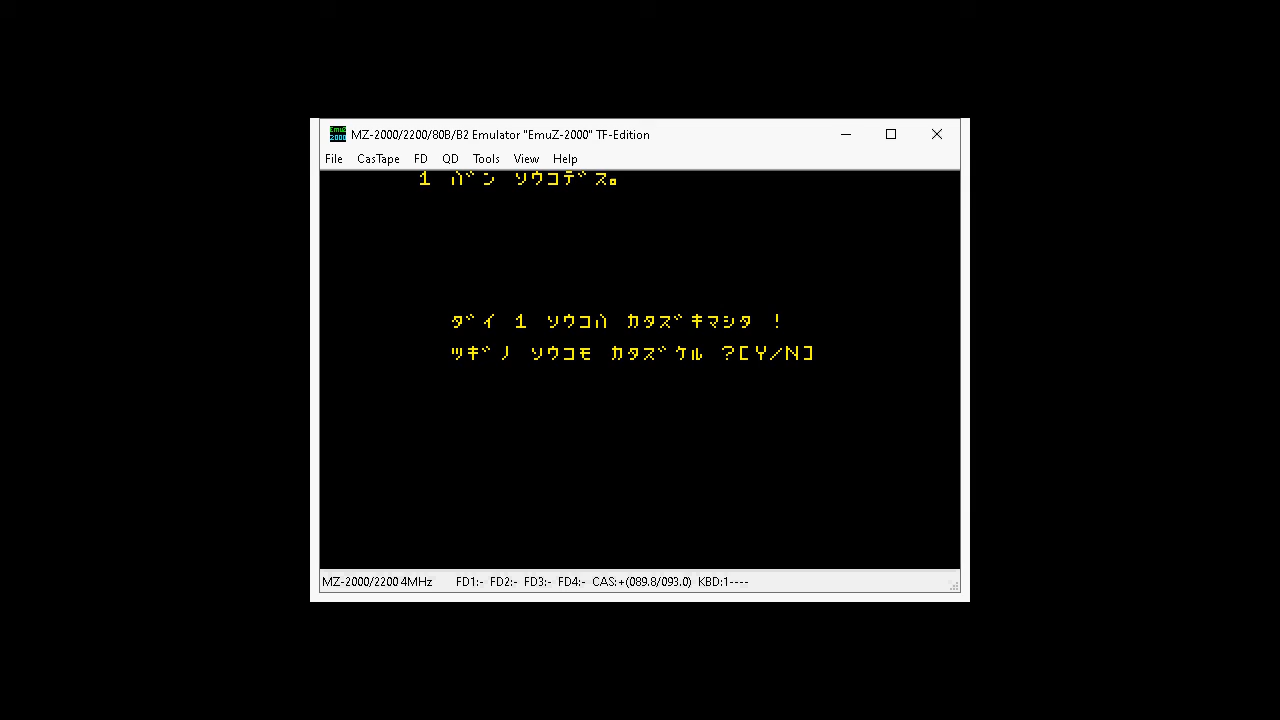 MZ-2000/2200/80B/B2 Emulator "EmuZ-2000" TF-Edition
File CasTape FD QD Tools View Help
1 バン ソウコデス。
ダイ 1 ソウコハ カタズキマシタ !
ツギノ ソウコモ カタズケル ?[Y/N]
MZ-2000/2200 4MHz FD1:- FD2:- FD3:- FD4:- CAS:+(089.8/093.0) KBD:1----